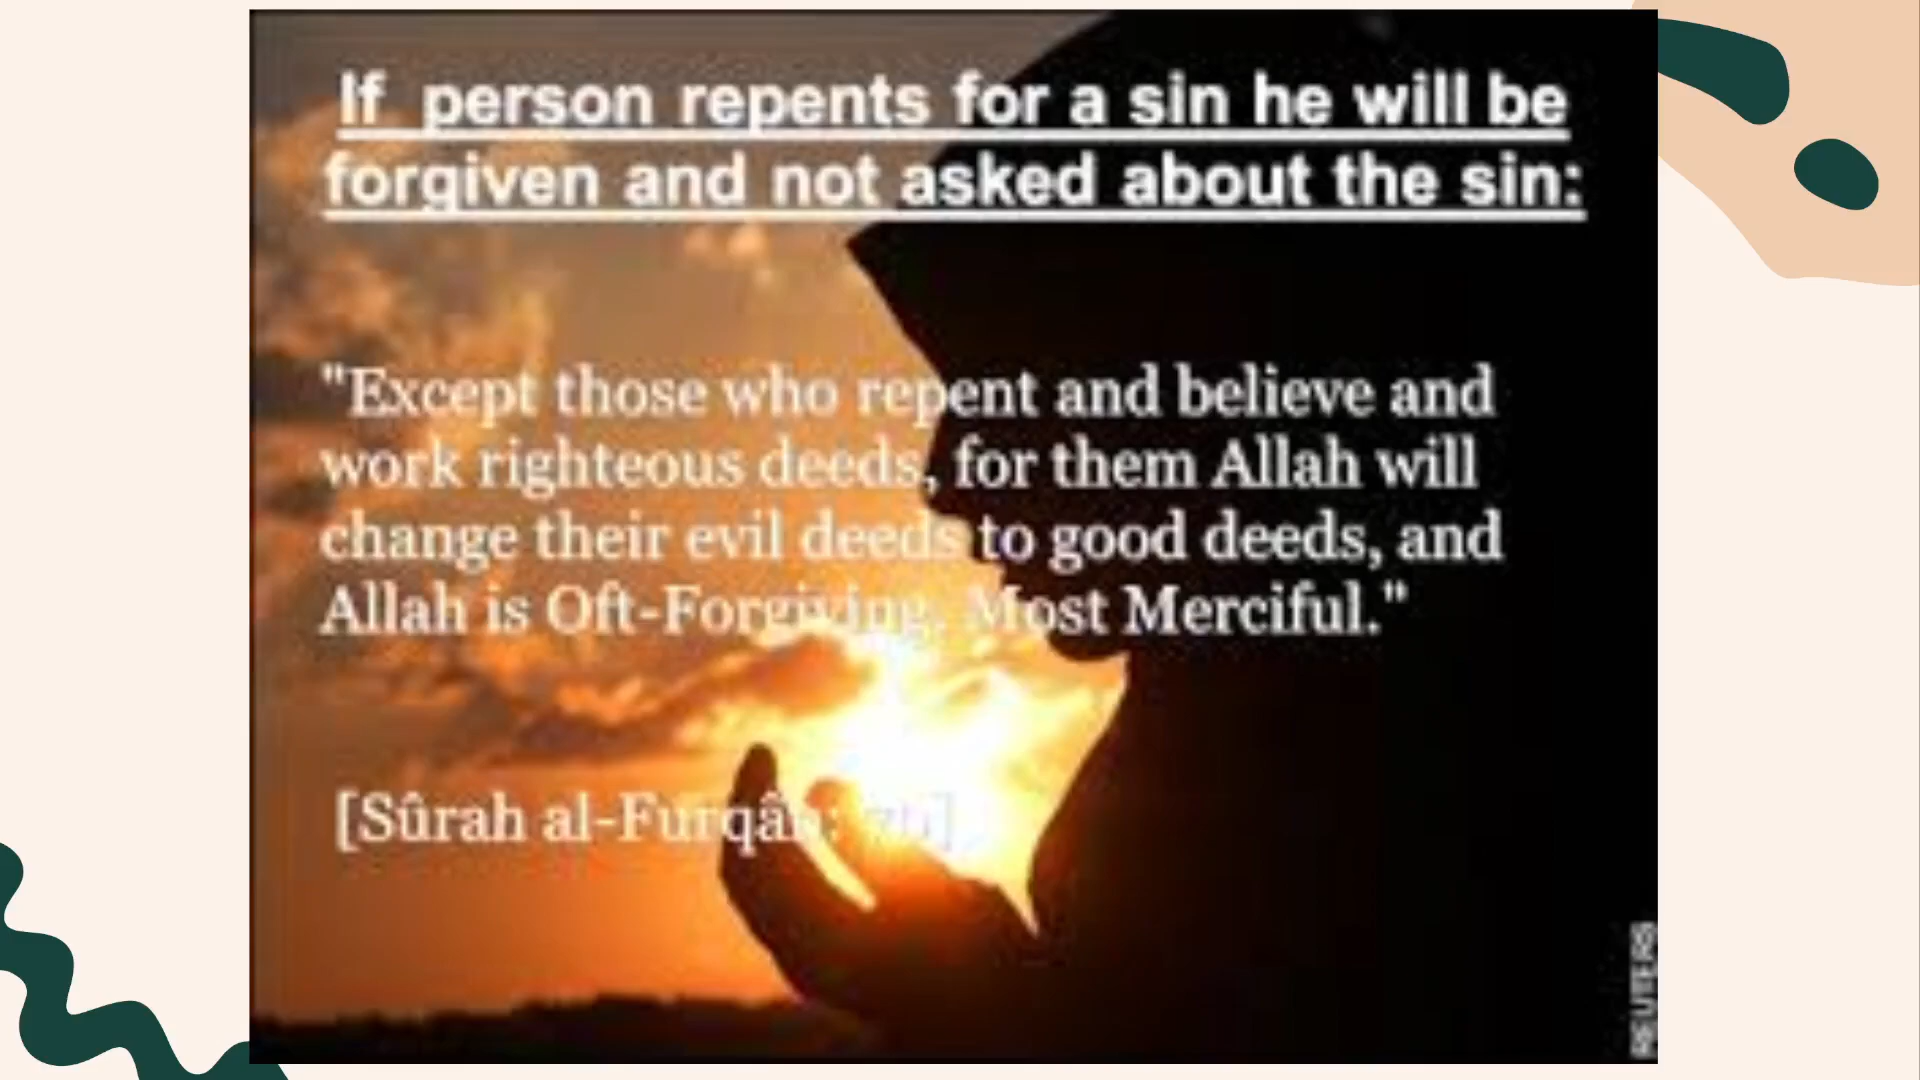 If person repents for a sin he will be
forgiven and not asked about the sin:
"Except those who repent and believe and
work righteous deeds, for them Allah will
change their evil deeds to good deeds, and
Allah is Oft-Forgiving, Most Merciful."
[Sûrah al-Furqân: 70]
REUTERS